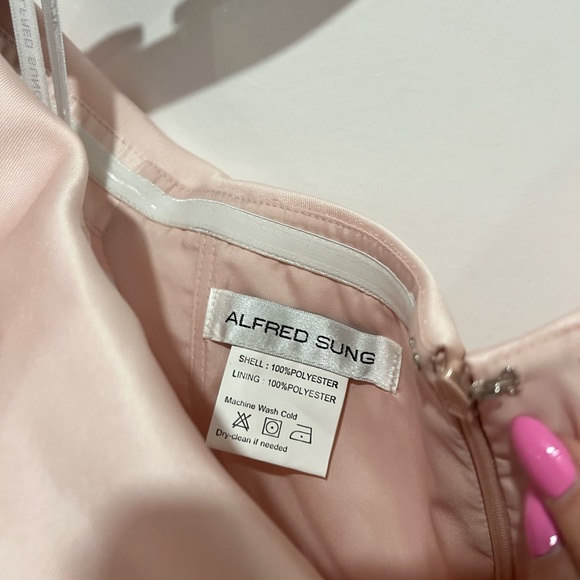 ALFRED SUNG
SHELL : 100%POLYESTER
LINING : 100%POLYESTER
Machine Wash Cold
Dry-clean if needed